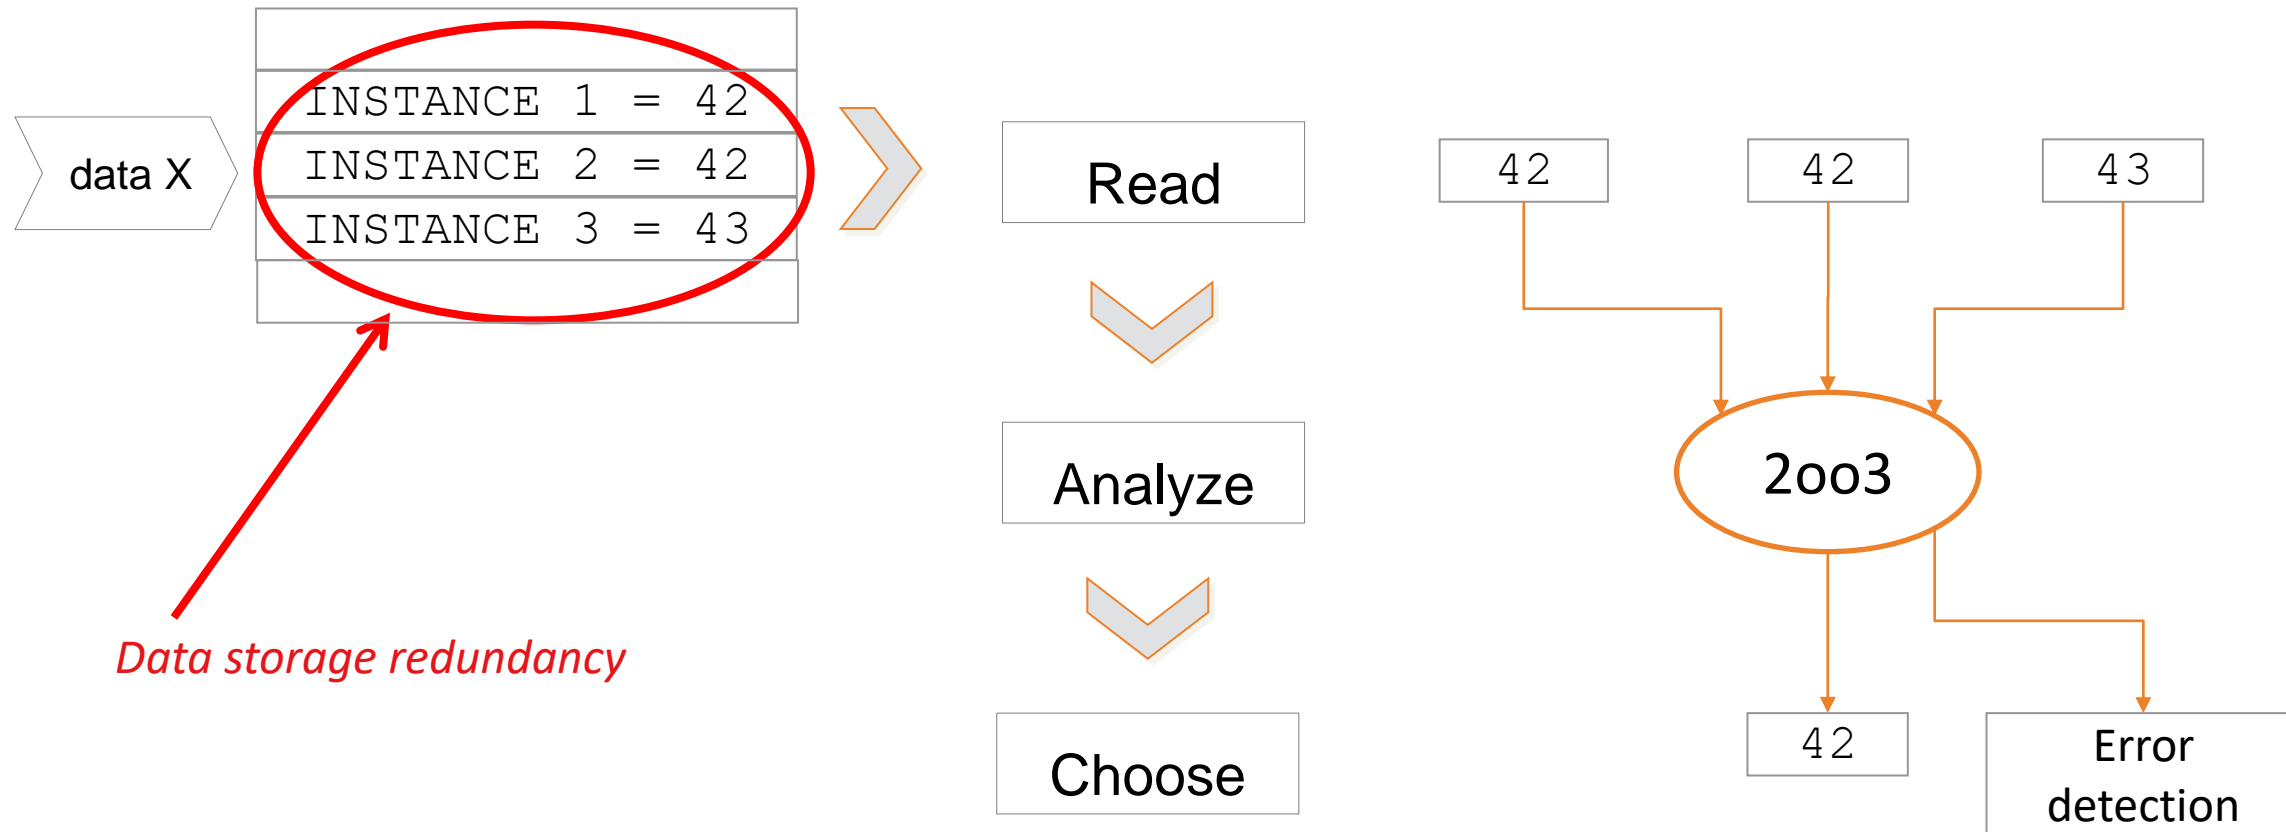 data X
INSTANCE 1 = 42
INSTANCE 2 = 42
INSTANCE 3 = 43
Data storage redundancy
Read
Analyze
Choose
42
42
43
2oo3
42
Error
detection